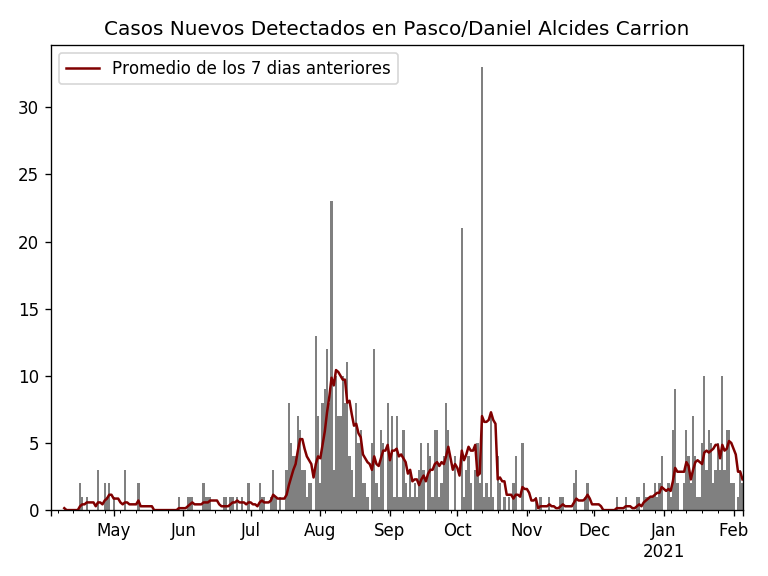 Casos Nuevos Detectados en Pasco/Daniel Alcides Carrion
Promedio de los 7 dias anteriores
30
25
20
15
10
5
0
May Jun Jul Aug Sep Oct Nov Dec Jan Feb
2021